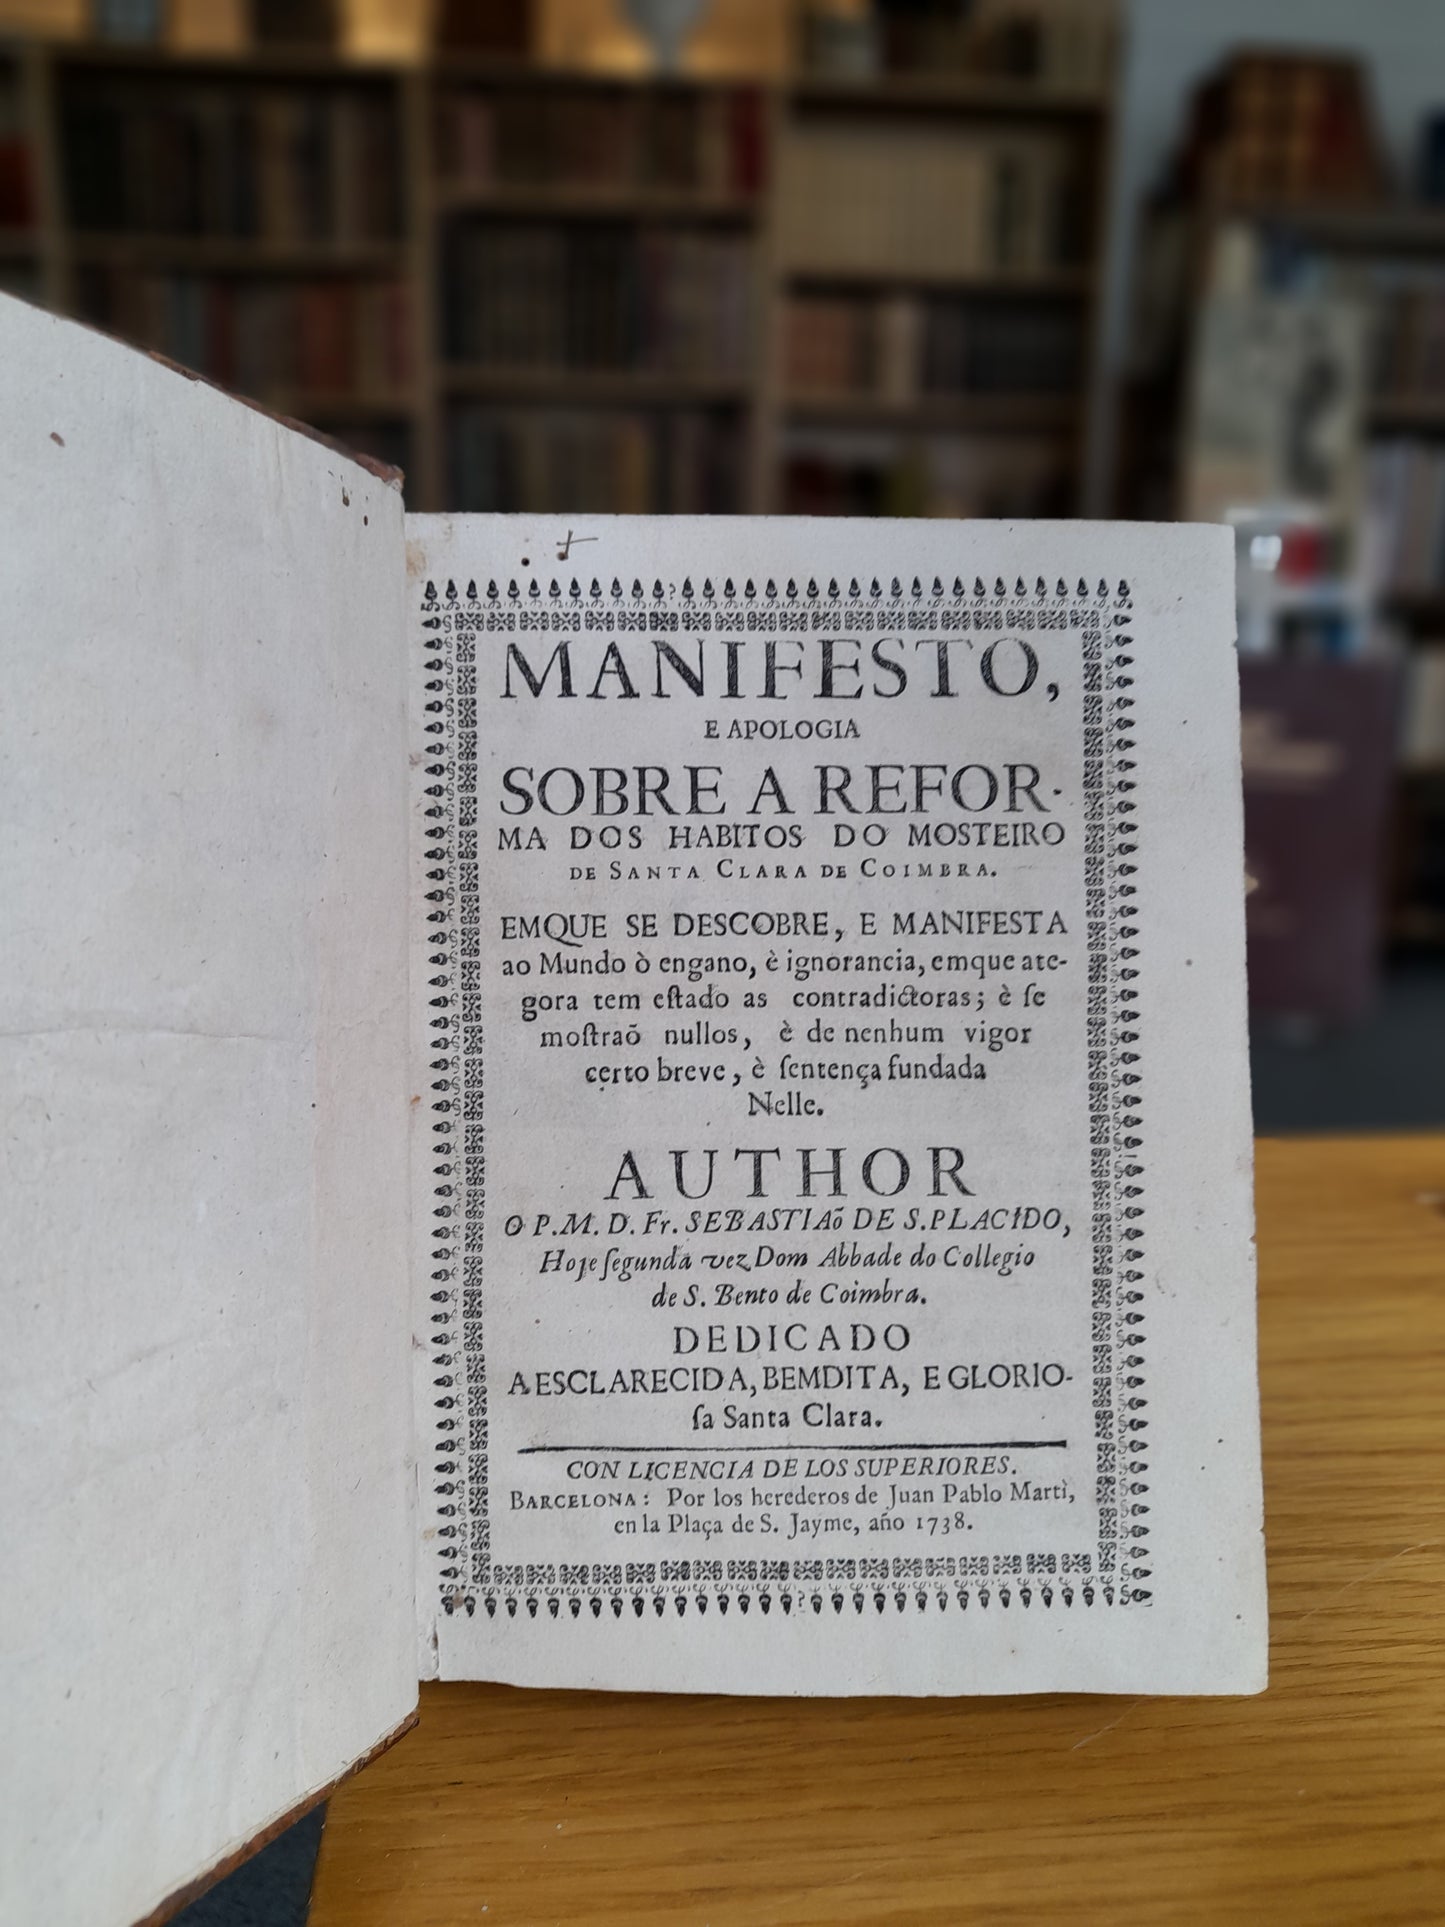 MANIFESTO,
E APOLOGIA
SOBRE A REFOR-
MA DOS HABITOS DO MOSTEIRO
DE SANTA CLARA DE COIMBRA.
EMQUE SE DESCOBRE, E MANIFESTA
ao Mundo ò engano, è ignorancia, emque ate-
gora tem eſtado as contradictoras; è ſe
moſtraõ nullos, è de nenhum vigor
certo breve, è ſentença fundada
Nelle.
AUTHOR
O P. M. D. Fr. SEBASTIAõ DE S. PLACIDO,
Hoje ſegunda vez Dom Abbade do Collegio
de S. Bento de Coimbra.
DEDICADO
A ESCLARECIDA, BEMDITA, E GLORIO-
ſa Santa Clara.
CON LICENCIA DE LOS SUPERIORES.
BARCELONA: Por los herederos de Juan Pablo Martì,
en la Plaça de S. Jayme, año 1738.